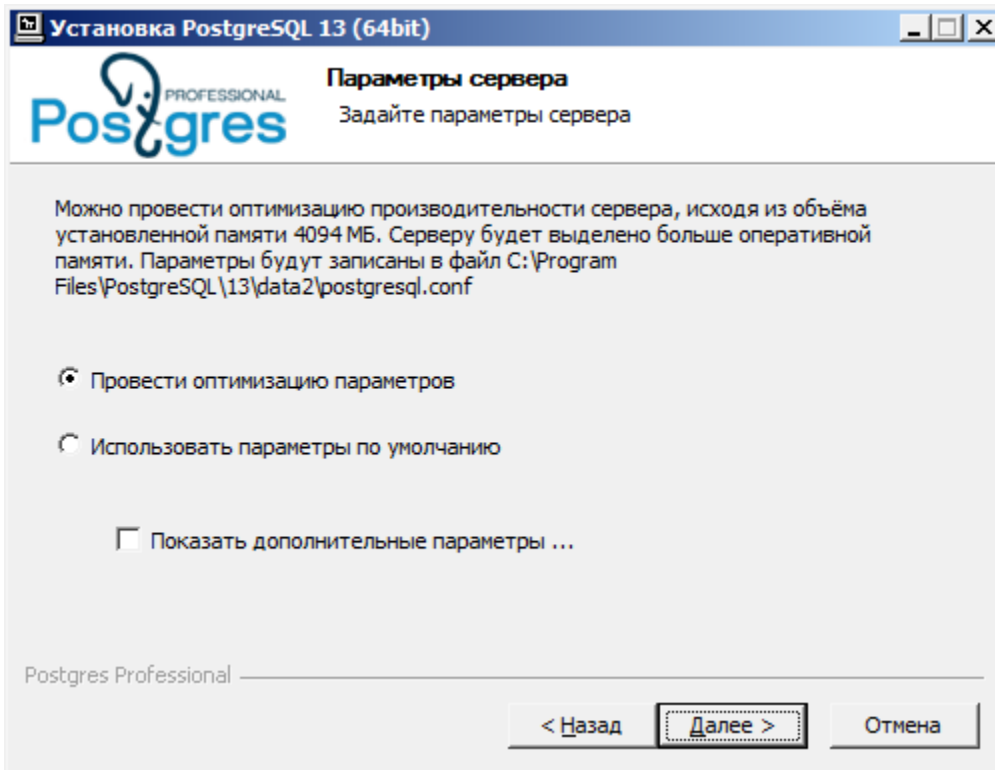 Установка PostgreSQL 13 (64bit)
PROFESSIONAL
Postgres
Параметры сервера
Задайте параметры сервера
Можно провести оптимизацию производительности сервера, исходя из объёма
установленной памяти 4094 МБ. Серверу будет выделено больше оперативной
памяти. Параметры будут записаны в файл C:\Program
Files\PostgreSQL\13\data2\postgresql.conf
Провести оптимизацию параметров
Использовать параметры по умолчанию
Показать дополнительные параметры ...
Postgres Professional
< Назад Далее > Отмена